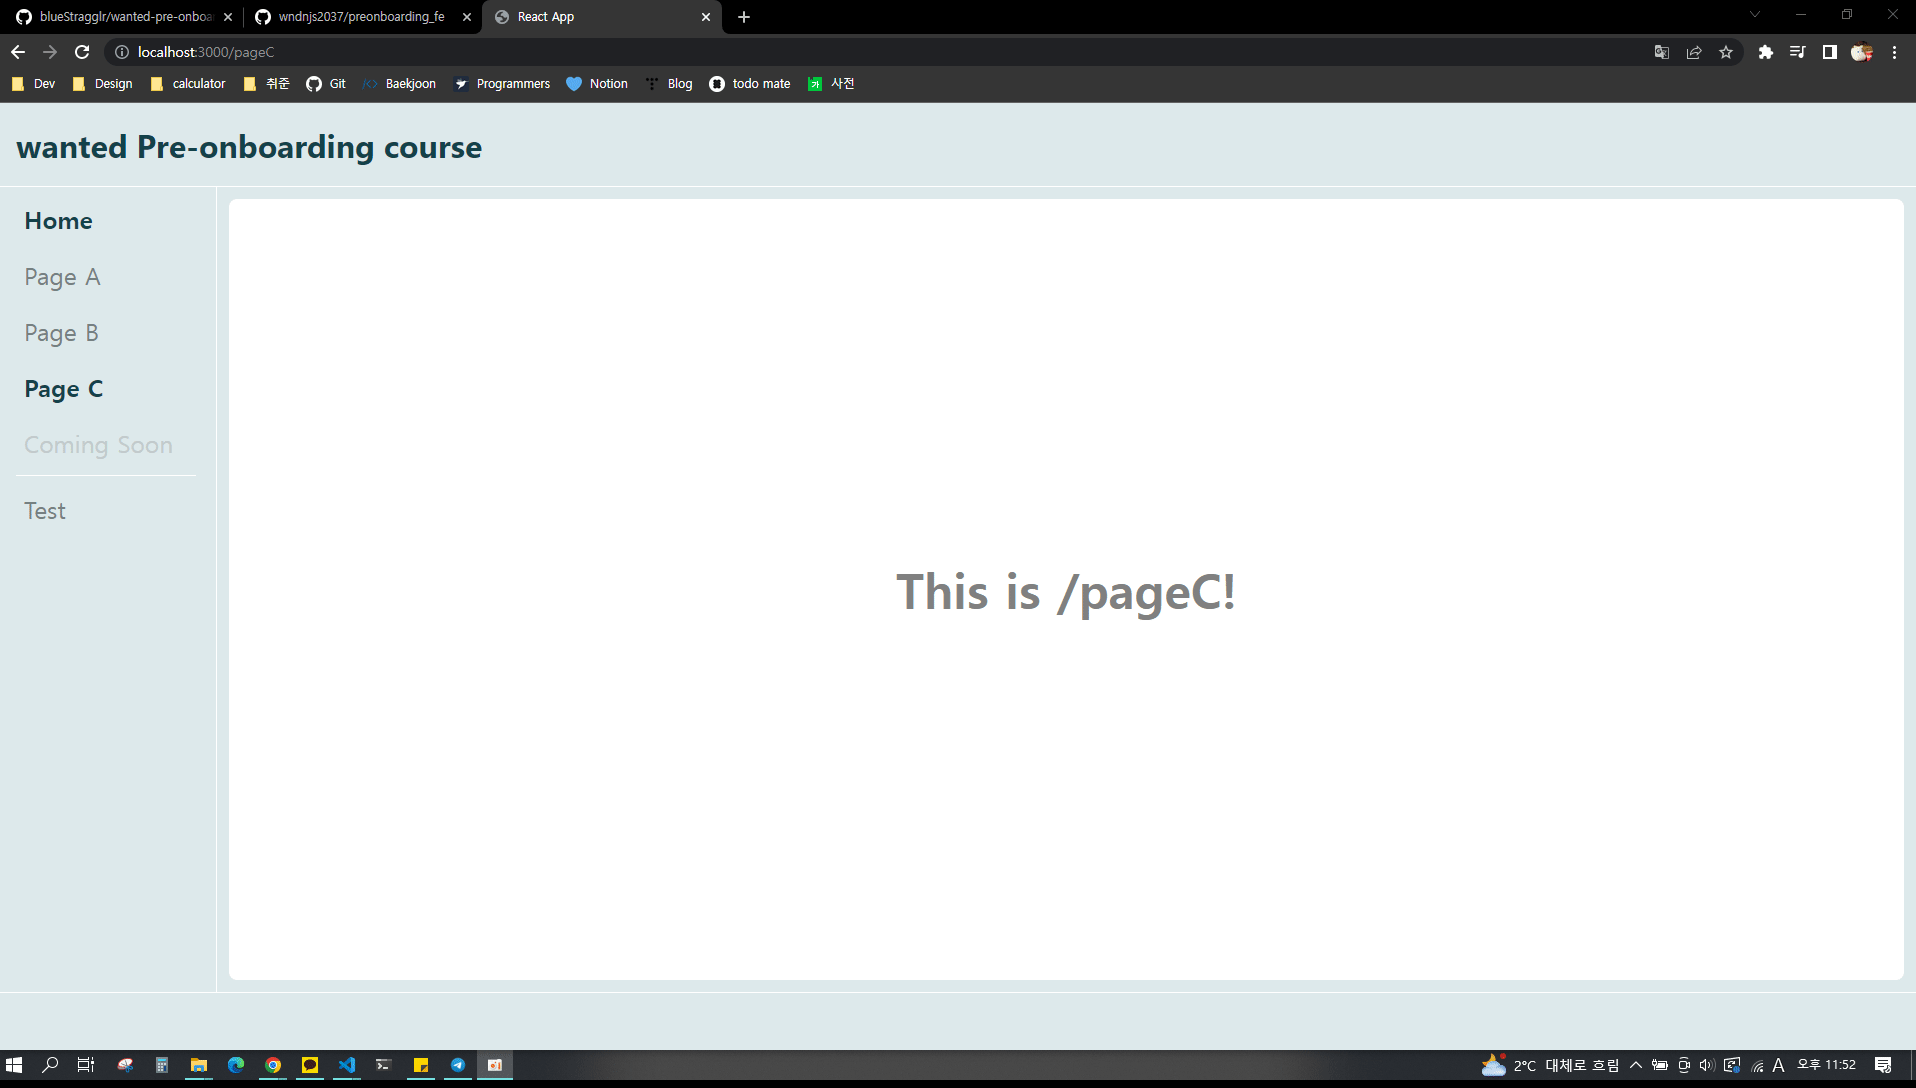 blueStragglr/wanted-pre-onboar
wndnjs2037/preonboarding_fe
React App
localhost:3000/pageC
Dev
Design
calculator
취준
Git
Baekjoon
Programmers
Notion
Blog
todo mate
사전
wanted Pre-onboarding course
Home
Page A
Page B
Page C
Coming Soon
Test
This is /pageC!
2°C 대체로 흐림
A
오후 11:52